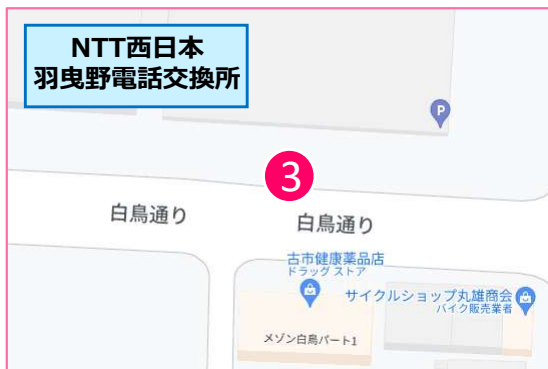 NTT西日本
羽曳野電話交換所
P
3
白鳥通り
白鳥通り
古市健康薬品店
ドラッグ ストア
サイクルショップ丸雄商会
バイク販売業者
メゾン白鳥パート1